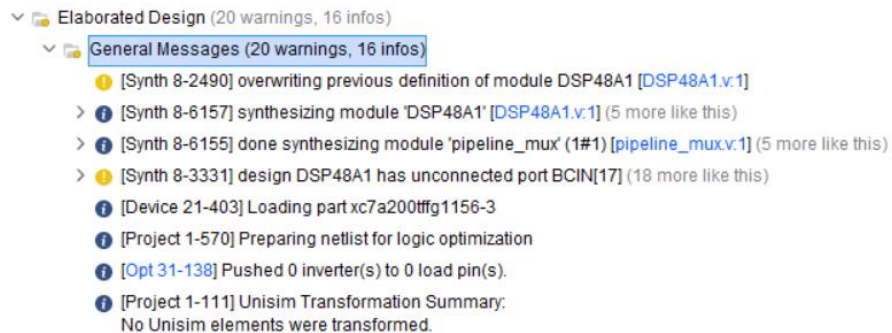 Elaborated Design (20 warnings, 16 infos)
General Messages (20 warnings, 16 infos)
[Synth 8-2490] overwriting previous definition of module DSP48A1 [DSP48A1.v:1]
[Synth 8-6157] synthesizing module 'DSP48A1' [DSP48A1.v:1] (5 more like this)
[Synth 8-6155] done synthesizing module 'pipeline_mux' (1#1) [pipeline_mux.v:1] (5 more like this)
[Synth 8-3331] design DSP48A1 has unconnected port BCIN[17] (18 more like this)
[Device 21-403] Loading part xc7a200tffg1156-3
[Project 1-570] Preparing netlist for logic optimization
[Opt 31-138] Pushed 0 inverter(s) to 0 load pin(s).
[Project 1-111] Unisim Transformation Summary:
No Unisim elements were transformed.